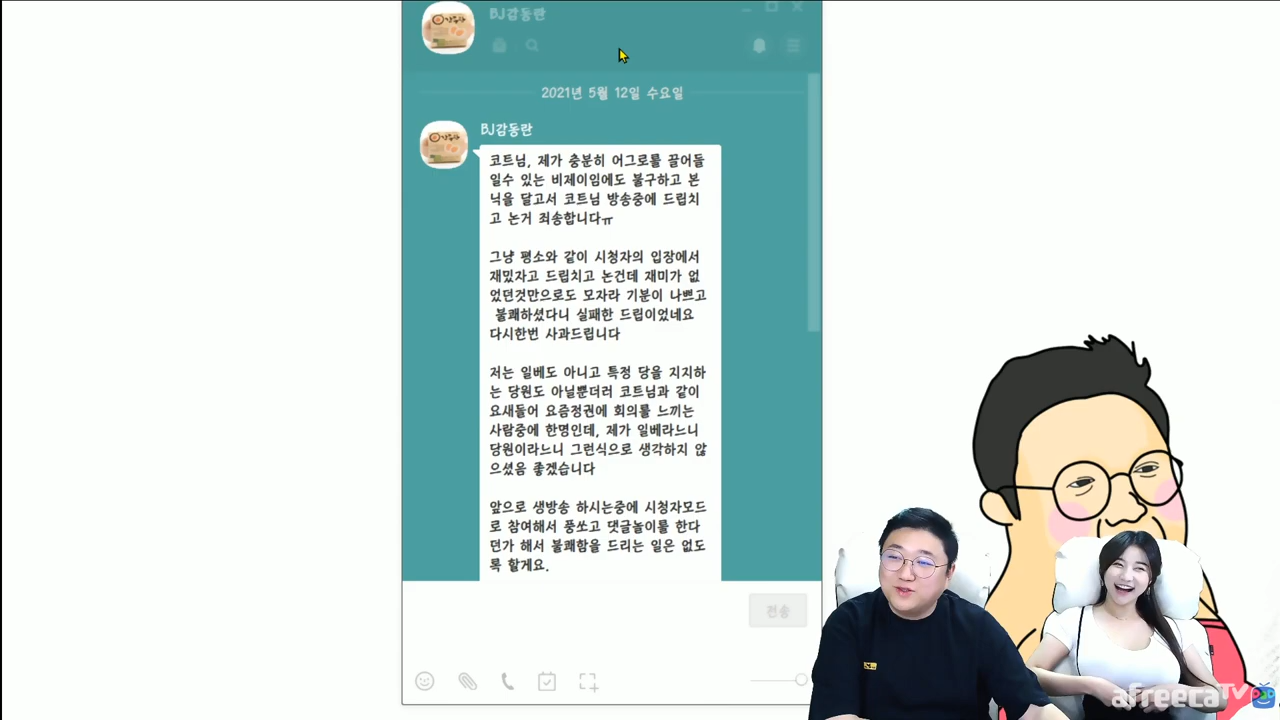 BJ감동란
2021년 5월 12일 수요일
BJ감동란
코트님, 제가 충분히 어그로를 끌어들
일수 있는 비제이임에도 불구하고 본
닉을 달고서 코트님 방송중에 드립치
고 논거 죄송합니다ㅠ
그냥 평소와 같이 시청자의 입장에서
재밌자고 드립치고 논건데 재미가 없
었던것만으로도 모자라 기분이 나쁘고
불쾌하셨다니 실패한 드립이었네요
다시한번 사과드립니다
저는 일베도 아니고 특정 당을 지지하
는 당원도 아닐뿐더러 코트님과 같이
요새들어 요즘정권에 회의를 느끼는
사람중에 한명인데, 제가 일베라느니
당원이라느니 그런식으로 생각하지 않
으셨음 좋겠습니다
앞으로 생방송 하시는중에 시청자모드
로 참여해서 풍쏘고 댓글놀이를 한다
던가 해서 불쾌함을 드리는 일은 없도
록 할게요.
전송
afreecaTV